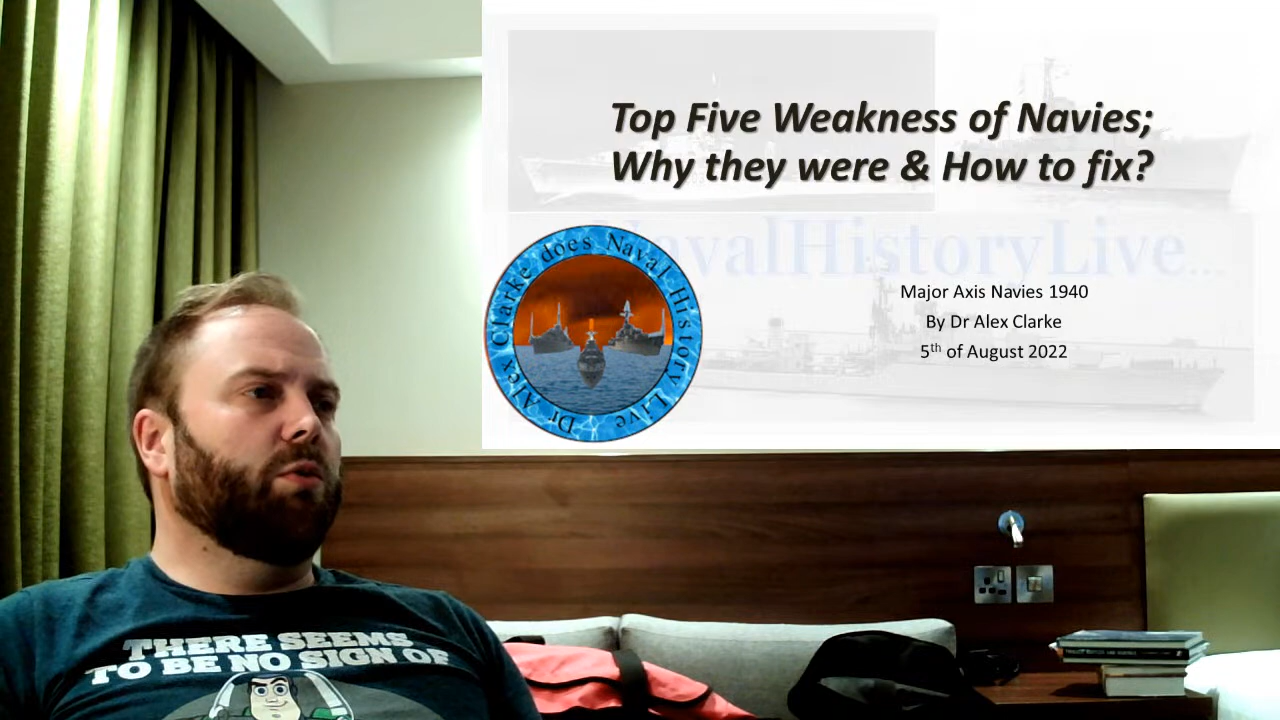 Top Five Weakness of Navies;
Why they were & How to fix?
NavalHistoryLive...
Major Axis Navies 1940
By Dr Alex Clarke
5th of August 2022
Dr Alex Clarke does Naval History Live
THERE SEEMS
TO BE NO SIGN OF